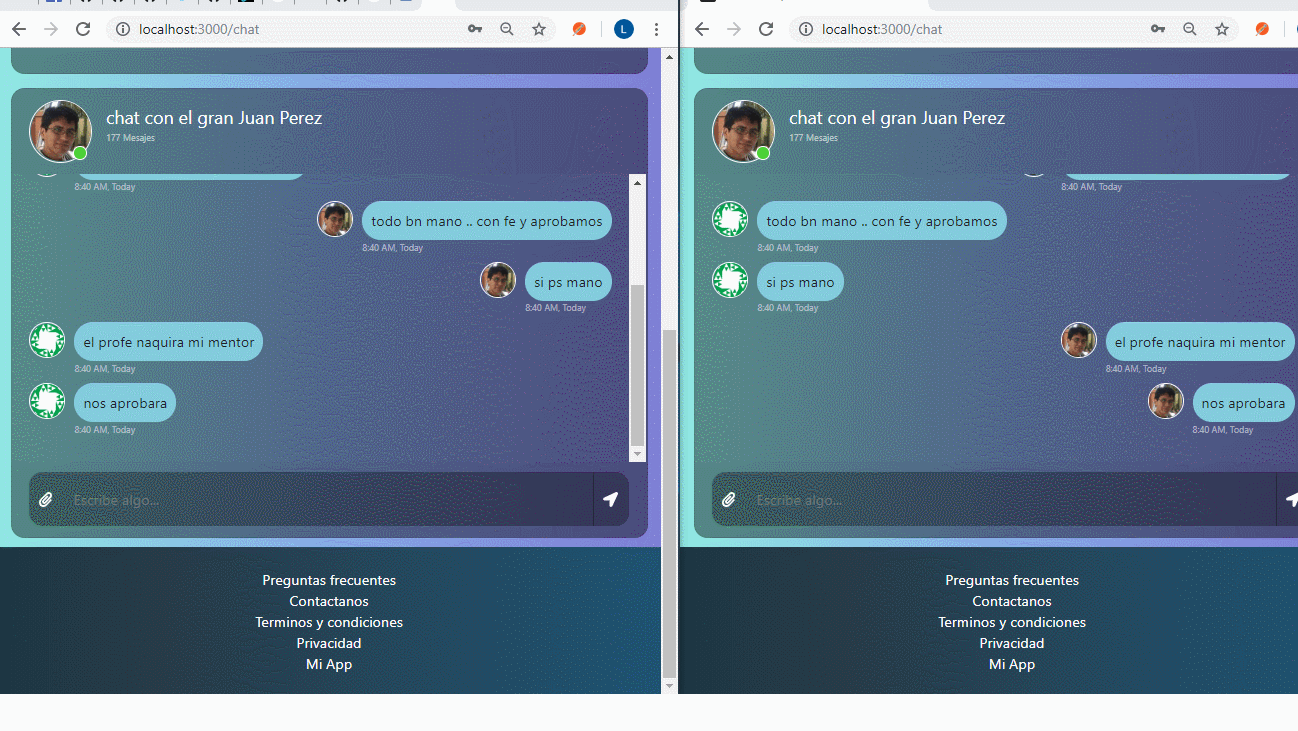 localhost:3000/chat
L
chat con el gran Juan Perez
177 Mesajes
8:40 AM, Today
todo bn mano .. con fe y aprobamos
8:40 AM, Today
si ps mano
8:40 AM, Today
el profe naquira mi mentor
8:40 AM, Today
nos aprobara
8:40 AM, Today
Escribe algo...
Preguntas frecuentes
Contactanos
Terminos y condiciones
Privacidad
Mi App
localhost:3000/chat
chat con el gran Juan Perez
177 Mesajes
8:40 AM, Today
todo bn mano .. con fe y aprobamos
8:40 AM, Today
si ps mano
8:40 AM, Today
el profe naquira mi mentor
8:40 AM, Today
nos aprobara
8:40 AM, Today
Escribe algo...
Preguntas frecuentes
Contactanos
Terminos y condiciones
Privacidad
Mi App